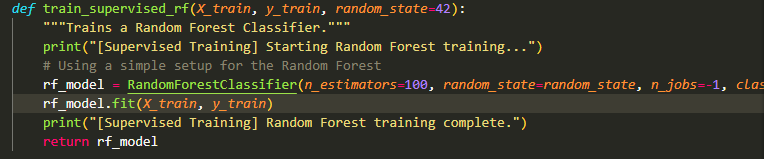 def train_supervised_rf(X_train, y_train, random_state=42):
    """Trains a Random Forest Classifier."""
    print("[Supervised Training] Starting Random Forest training...")
    # Using a simple setup for the Random Forest
    rf_model = RandomForestClassifier(n_estimators=100, random_state=random_state, n_jobs=-1, clas
    rf_model.fit(X_train, y_train)
    print("[Supervised Training] Random Forest training complete.")
    return rf_model